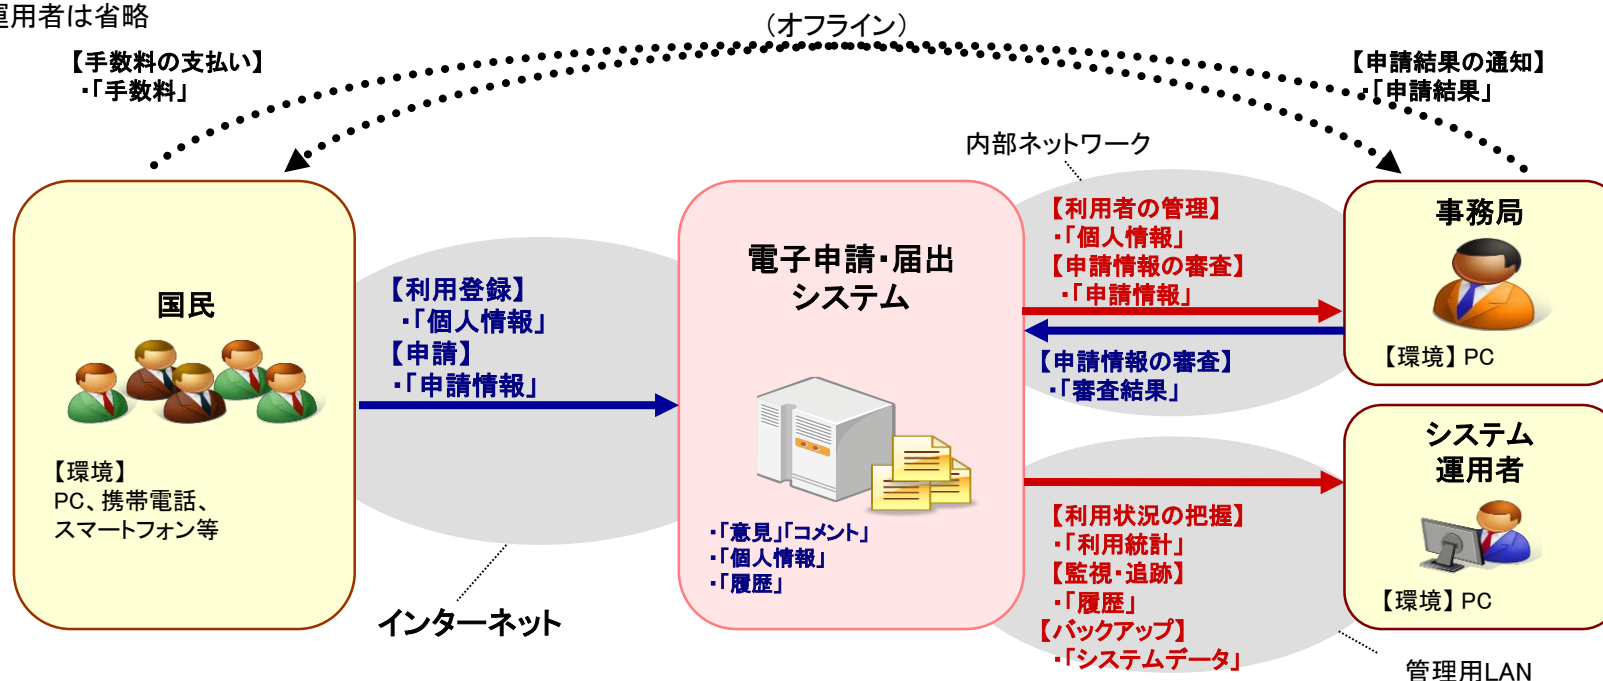 運用者は省略
(オフライン)
【手数料の支払い】
・「手数料」
【申請結果の通知】
・「申請結果」
内部ネットワーク
国民
【環境】
PC、携帯電話、
スマートフォン等
【利用登録】
・「個人情報」
【申請】
・「申請情報」
インターネット
電子申請・届出
システム
・「意見」「コメント」
・「個人情報」
・「履歴」
【利用者の管理】
・「個人情報」
【申請情報の審査】
・「申請情報」
【申請情報の審査】
・「審査結果」
事務局
【環境】PC
【利用状況の把握】
・「利用統計」
【監視・追跡】
・「履歴」
【バックアップ】
・「システムデータ」
システム
運用者
【環境】PC
管理用LAN